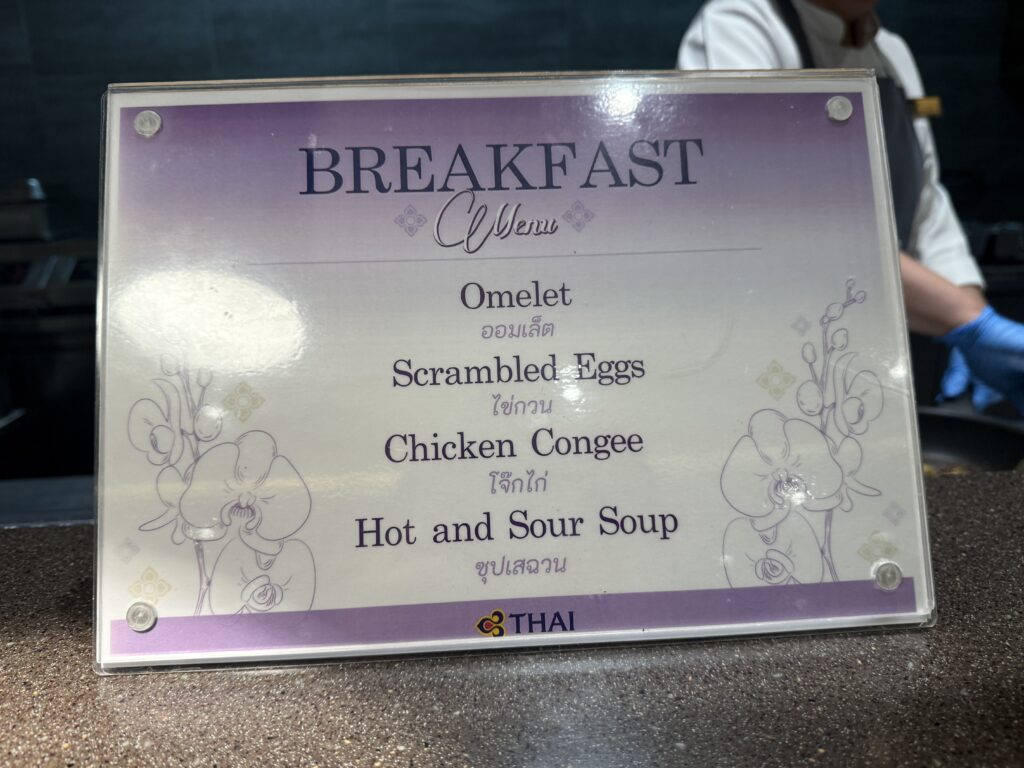 BREAKFAST
Menu
Omelet
ออมเล็ต
Scrambled Eggs
ไข่กวน
Chicken Congee
โจ๊กไก่
Hot and Sour Soup
ซุปเสฉวน
THAI